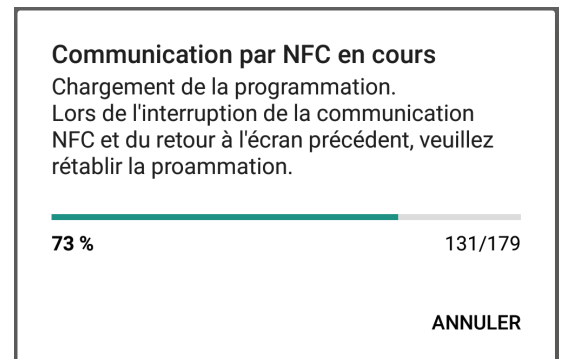 Communication par NFC en cours
Chargement de la programmation.
Lors de l'interruption de la communication
NFC et du retour à l'écran précédent, veuillez
rétablir la proammation.
73 % 131/179
ANNULER